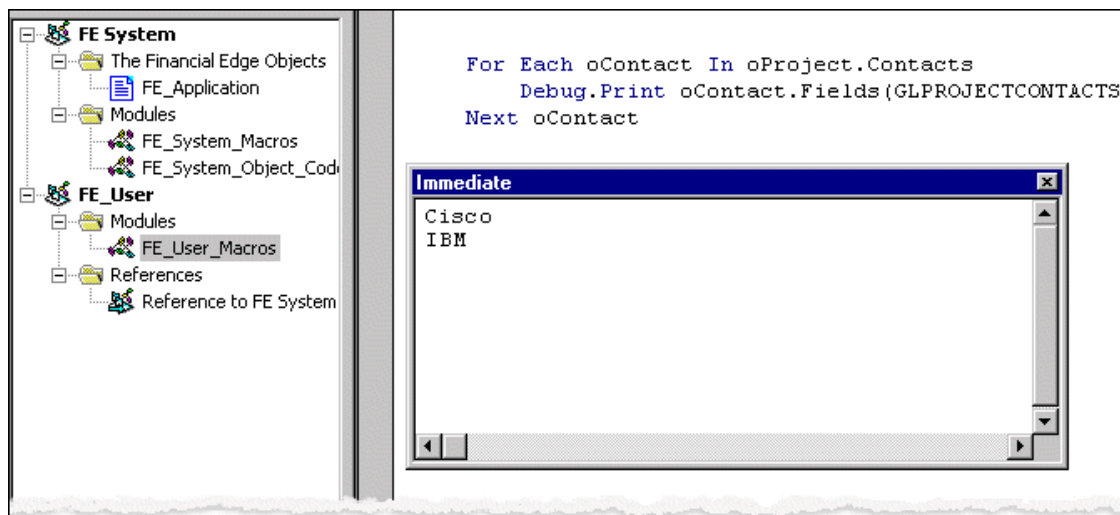 FE System
The Financial Edge Objects
FE_Application
Modules
FE_System_Macros
FE_System_Object_Cod
FE_User
Modules
FE_User_Macros
References
Reference to FE System
For Each oContact In oProject.Contacts
Debug.Print oContact.Fields(GLPROJECTCONTACTS
Next oContact
Immediate
Cisco
IBM